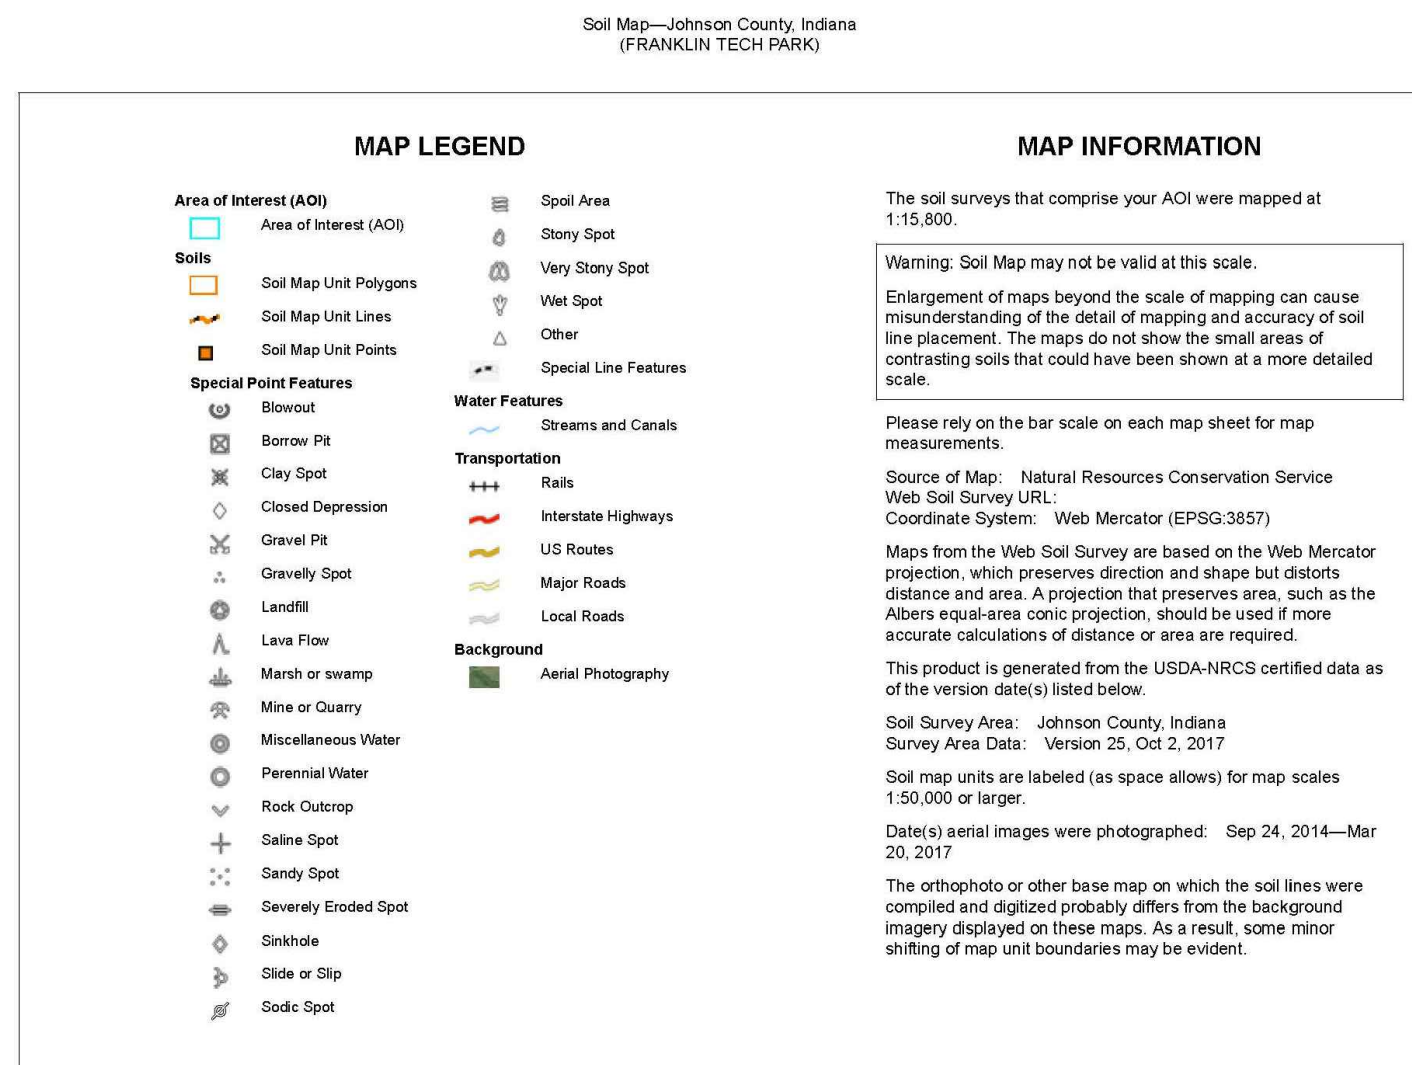 Soil Map—Johnson County, Indiana
(FRANKLIN TECH PARK)
MAP LEGEND
Area of Interest (AOI)
Area of Interest (AOI)
Soils
Soil Map Unit Polygons
Soil Map Unit Lines
Soil Map Unit Points
Special Point Features
Blowout
Borrow Pit
Clay Spot
Closed Depression
Gravel Pit
Gravelly Spot
Landfill
Lava Flow
Marsh or swamp
Mine or Quarry
Miscellaneous Water
Perennial Water
Rock Outcrop
Saline Spot
Sandy Spot
Severely Eroded Spot
Sinkhole
Slide or Slip
Sodic Spot
Spoil Area
Stony Spot
Very Stony Spot
Wet Spot
Other
Special Line Features
Water Features
Streams and Canals
Transportation
Rails
Interstate Highways
US Routes
Major Roads
Local Roads
Background
Aerial Photography
MAP INFORMATION
The soil surveys that comprise your AOI were mapped at
1:15,800.
Warning: Soil Map may not be valid at this scale.
Enlargement of maps beyond the scale of mapping can cause
misunderstanding of the detail of mapping and accuracy of soil
line placement. The maps do not show the small areas of
contrasting soils that could have been shown at a more detailed
scale.
Please rely on the bar scale on each map sheet for map
measurements.
Source of Map: Natural Resources Conservation Service
Web Soil Survey URL:
Coordinate System: Web Mercator (EPSG:3857)
Maps from the Web Soil Survey are based on the Web Mercator
projection, which preserves direction and shape but distorts
distance and area. A projection that preserves area, such as the
Albers equal-area conic projection, should be used if more
accurate calculations of distance or area are required.
This product is generated from the USDA-NRCS certified data as
of the version date(s) listed below.
Soil Survey Area: Johnson County, Indiana
Survey Area Data: Version 25, Oct 2, 2017
Soil map units are labeled (as space allows) for map scales
1:50,000 or larger.
Date(s) aerial images were photographed: Sep 24, 2014—Mar
20, 2017
The orthophoto or other base map on which the soil lines were
compiled and digitized probably differs from the background
imagery displayed on these maps. As a result, some minor
shifting of map unit boundaries may be evident.